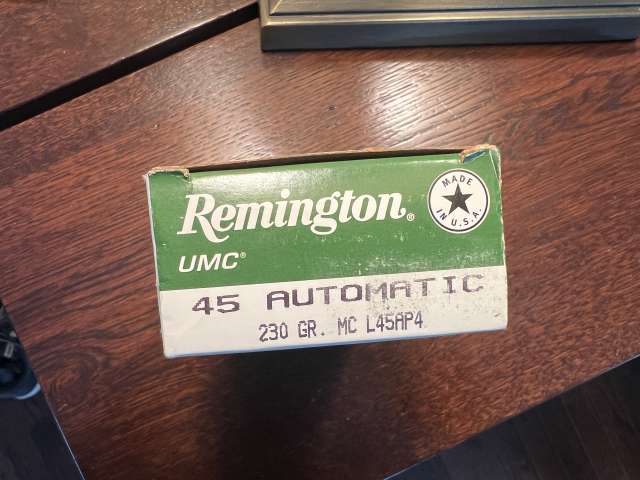 Remington®
MADE IN U.S.A.
UMC®
45 AUTOMATIC
230 GR. MC L45AP4